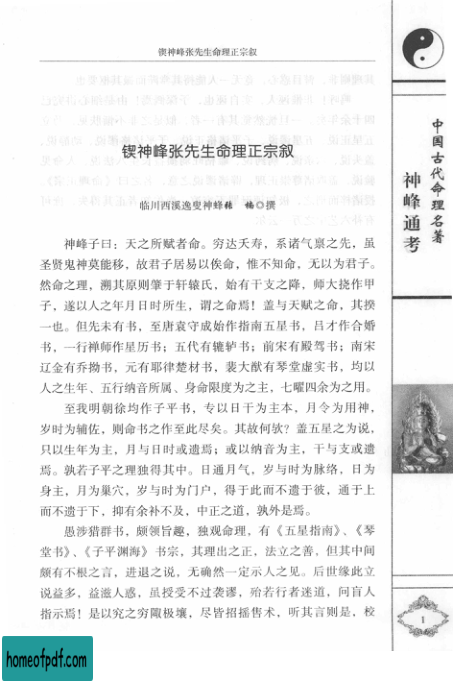 锲神峰张先生命理正宗叙
锲神峰张先生命理正宗叙
临川西溪逸叟神峰张 楠○撰
神峰子曰：天之所赋者命。穷达夭寿，系诸气禀之先，虽
圣贤鬼神莫能移，故君子居易以俟命，惟不知命，无以为君子。
然命之理，溯其原则肇于轩辕氏，始有干支之降，师大挠作甲
子，遂以人之年月日时所生，谓之命焉！盖与天赋之命，其揆
一也。但先未有书，至唐袁守成始作指南五星书，吕才作合婚
书，一行禅师作星历书；五代有辘轳书；前宋有殿驾书；南宋
辽金有乔拗书，元有耶律楚材书，裴大猷有琴堂虚实书，均以
人之生年、五行纳音所属、身命限度为之主，七曜四余为之用。
至我明朝徐均作子平书，专以日干为主本，月令为用神，
岁时为辅佐，则命书之作至此尽矣。其故何欤？盖五星之为说，
只以生年为主，月与日时或遗焉；或以纳音为主，干与支或遗
焉。孰若子平之理独得其中。日通月气，岁与时为脉络，日为
身主，月为巢穴，岁与时为门户，得于此而不遗于彼，通于上
而不遗于下，抑有余补不及，中正之道，孰外是焉。
愚涉猎群书，颇领旨趣，独观命理，有《五星指南》、《琴
堂书》、《子平渊海》书宗，其理出之正，法立之善，但其中间
颇有不根之言，进退之说，无确然一定示人之见。后世缘此立
说益多，益滋人惑，虽授受不过袭谬，殆若行者迷道，问盲人
指示焉！是以究之穷陬极壤，尽皆招摇售术，听其言则是，校
中国古代命理名著
神峰通考
1
homeofpdf.com